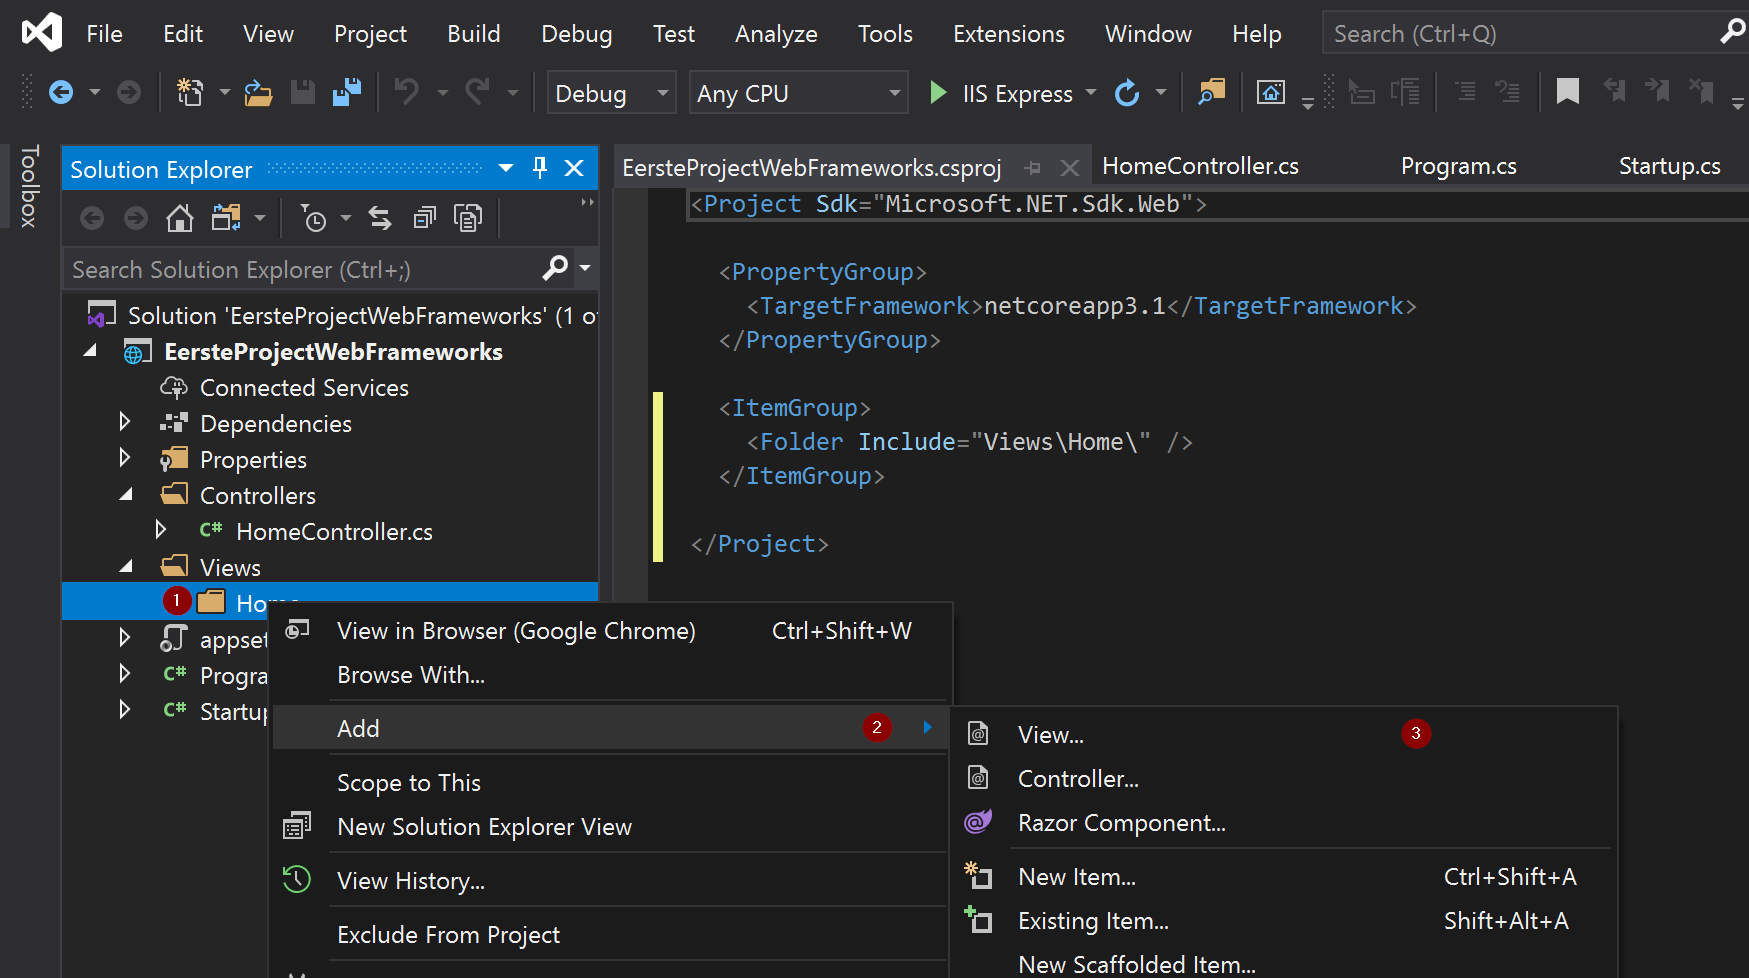 File Edit View Project Build Debug Test Analyze Tools Extensions Window Help Search (Ctrl+Q)
Debug Any CPU IIS Express
Toolbox
Solution Explorer
Search Solution Explorer (Ctrl+;)
Solution 'EersteProjectWebFrameworks' (1 of
EersteProjectWebFrameworks
Connected Services
Dependencies
Properties
Controllers
C# HomeController.cs
Views
1 Home
appset
C# Progra
C# Startup
EersteProjectWebFrameworks.csproj HomeController.cs Program.cs Startup.cs
<Project Sdk="Microsoft.NET.Sdk.Web">
<PropertyGroup>
<TargetFramework>netcoreapp3.1</TargetFramework>
</PropertyGroup>
<ItemGroup>
<Folder Include="Views\Home\" />
</ItemGroup>
</Project>
View in Browser (Google Chrome) Ctrl+Shift+W
Browse With...
Add 2
Scope to This
New Solution Explorer View
View History...
Exclude From Project
View... 3
Controller...
Razor Component...
New Item... Ctrl+Shift+A
Existing Item... Shift+Alt+A
New Scaffolded Item...